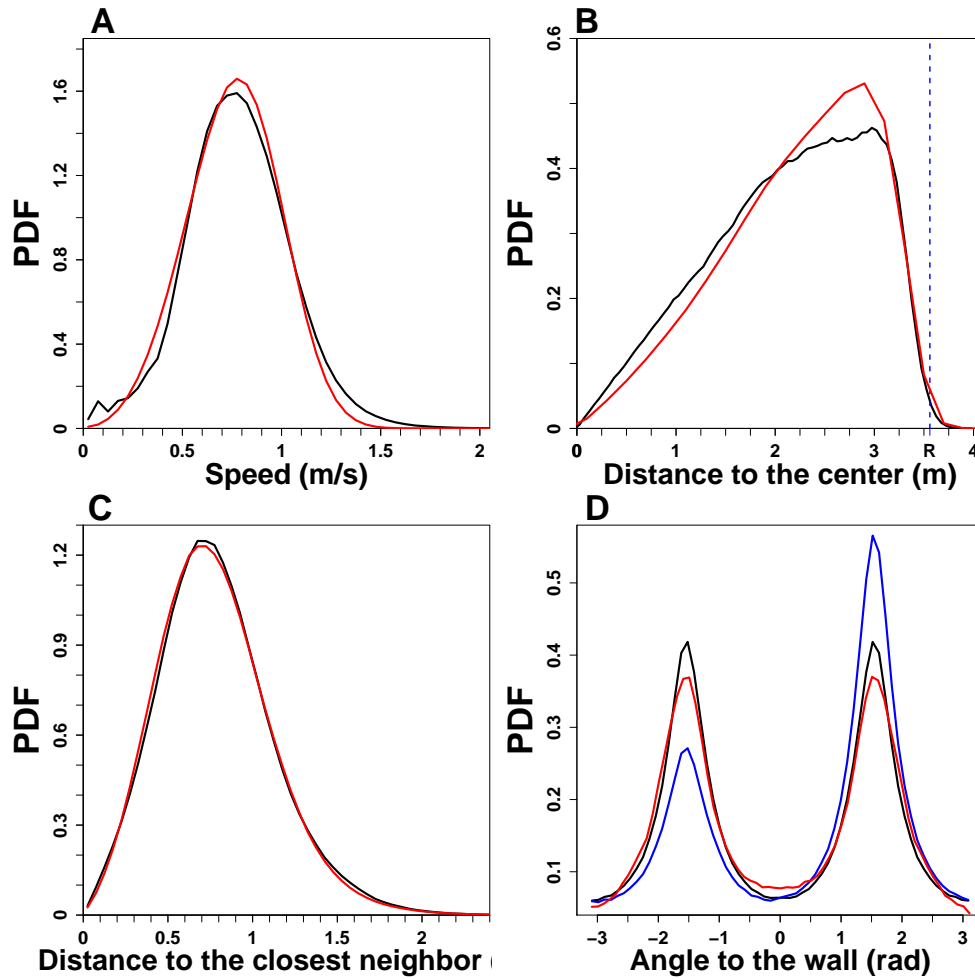 A
PDF
0 0.4 0.8 1.2 1.6
0 0.5 1 1.5 2
Speed (m/s)
B
PDF
0 0.2 0.4 0.6
0 1 2 3 R 4
Distance to the center (m)
C
PDF
0 0.3 0.6 0.9 1.2
0 0.5 1 1.5 2
Distance to the closest neighbor (
D
PDF
0.1 0.2 0.3 0.4 0.5
−3 −2 −1 0 1 2 3
Angle to the wall (rad)